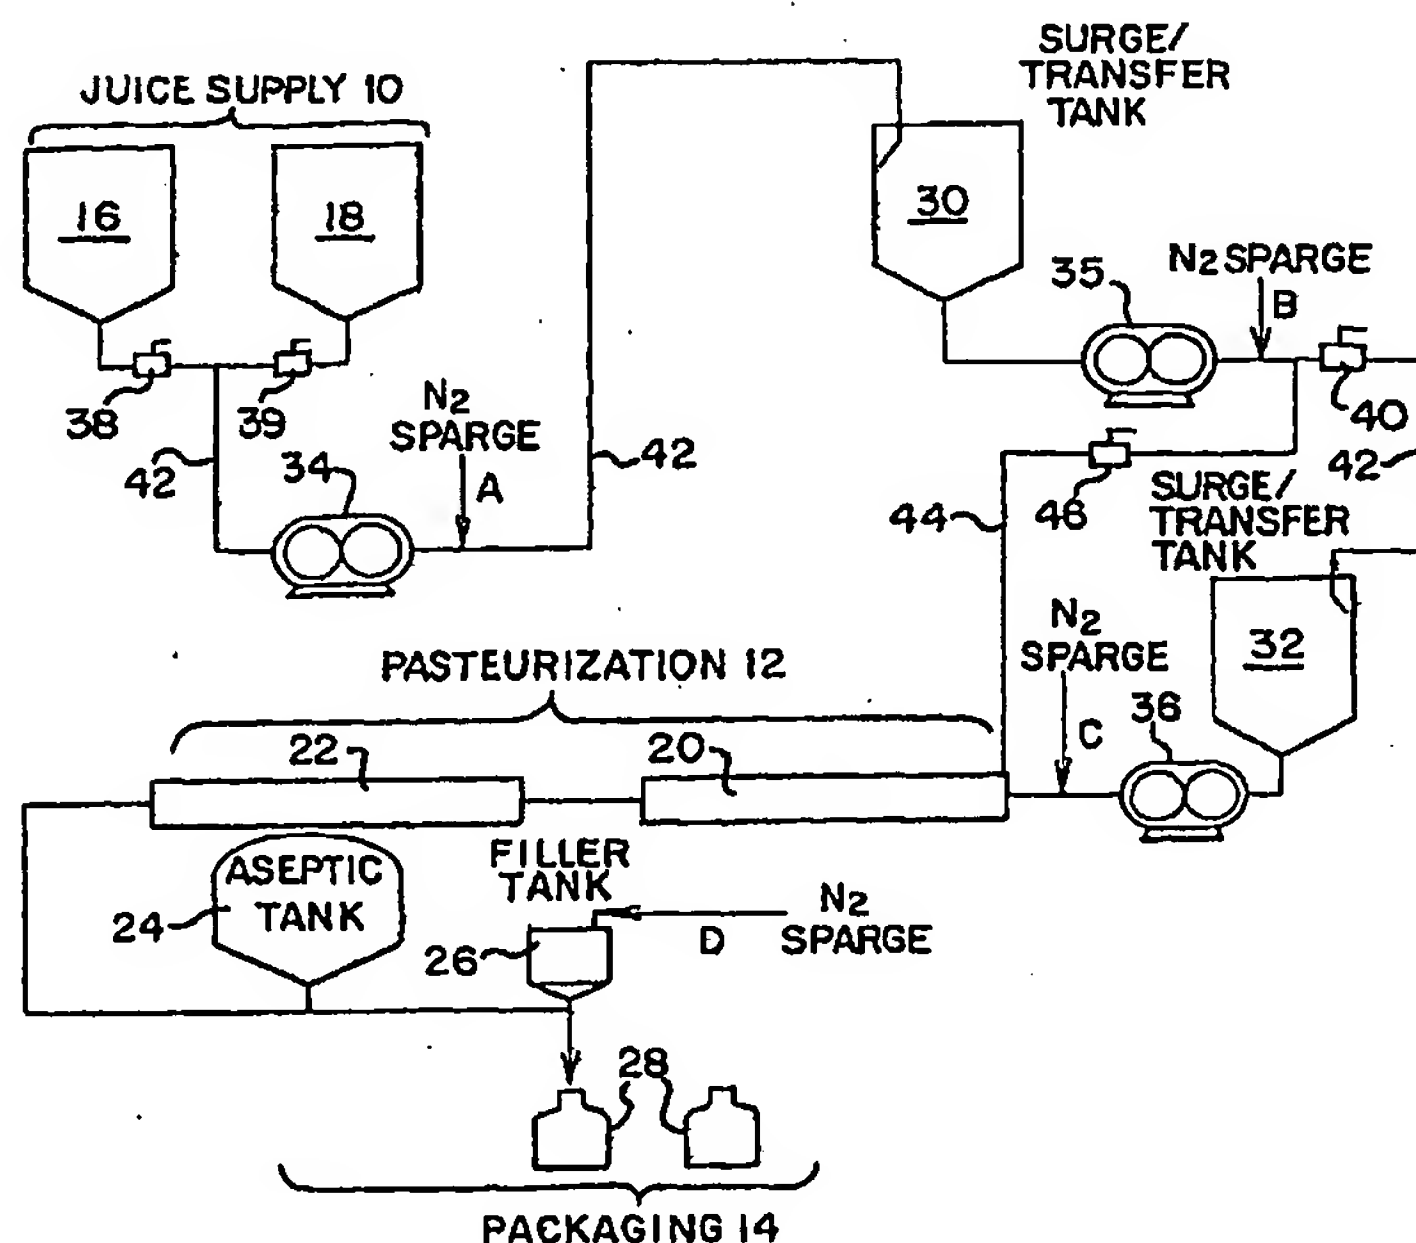 SURGE/
TRANSFER
TANK
JUICE SUPPLY 10
16
18
30
35
N2 SPARGE
B
38
39
40
N2
SPARGE
A
42
34
42
42
44
46
SURGE/
TRANSFER
TANK
32
N2
SPARGE
C
36
PASTEURIZATION 12
22
20
ASEPTIC
TANK
24
FILLER
TANK
26
D
N2
SPARGE
28
PACKAGING 14